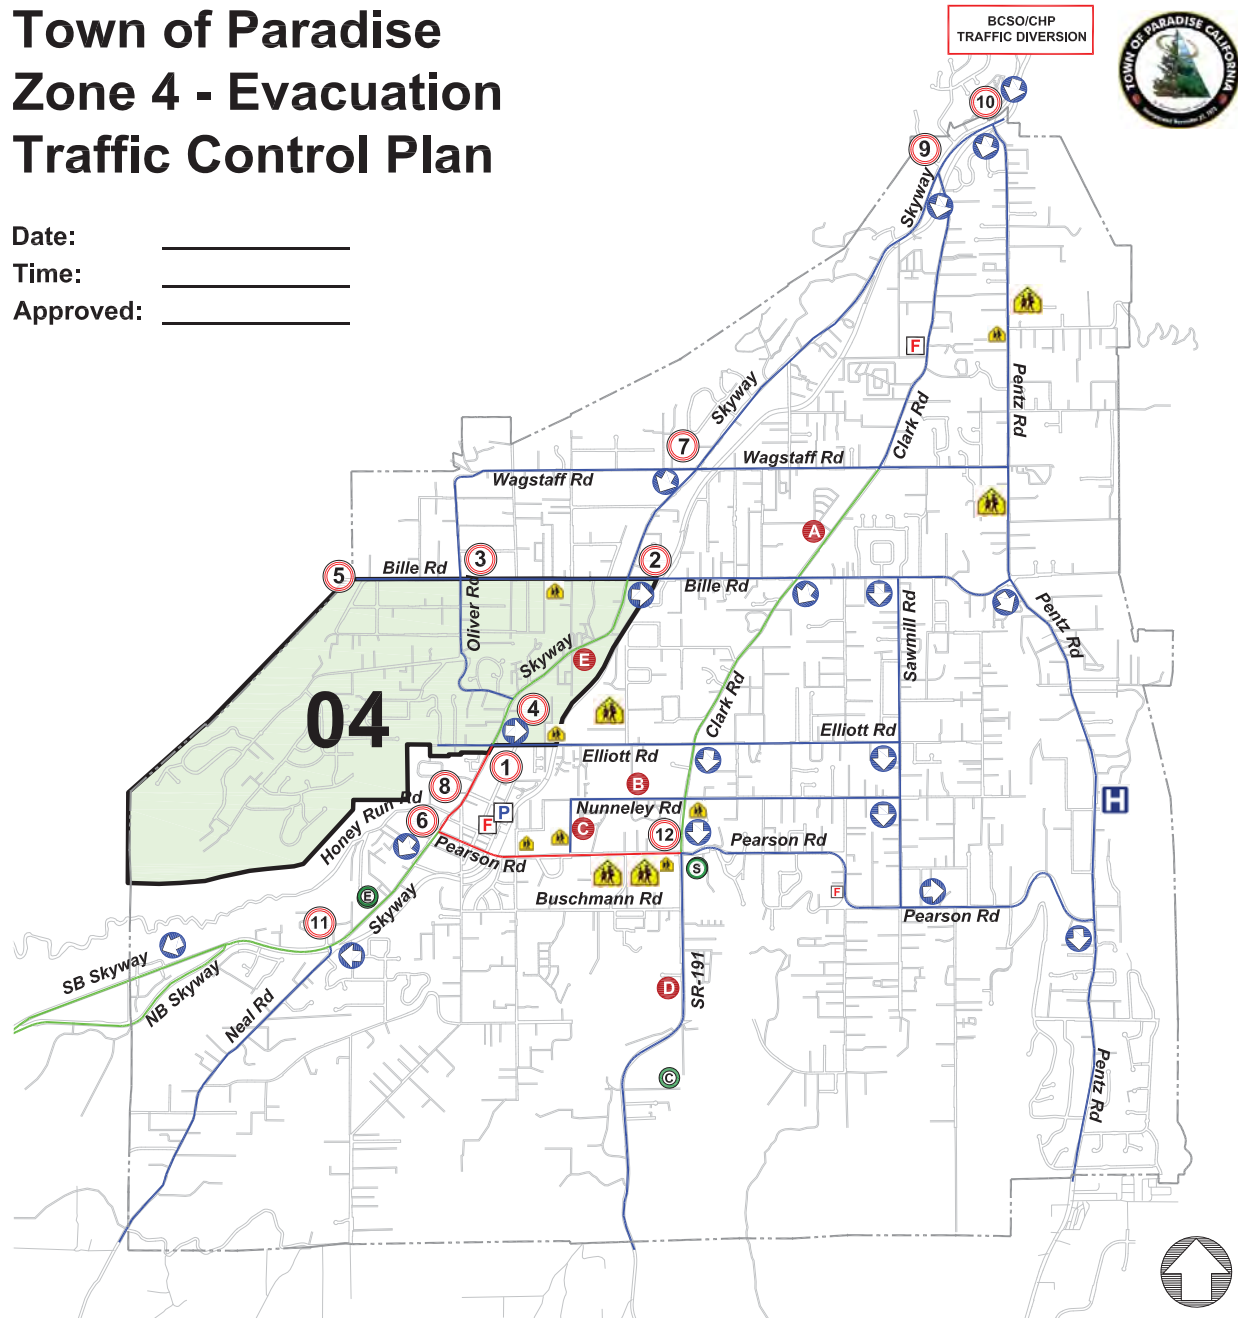 Town of Paradise
Zone 4 - Evacuation
Traffic Control Plan
BCSO/CHP
TRAFFIC DIVERSION
TOWN OF PARADISE CALIFORNIA
Date:
Time:
Approved:
10
9
Skyway
F
Pentz Rd
Skyway
Clark Rd
7
Wagstaff Rd
Wagstaff Rd
A
3
2
5
Bille Rd
Bille Rd
Oliver Rd
Sawmill Rd
Pentz Rd
Skyway
E
04
4
Clark Rd
Elliott Rd
Elliott Rd
1
8
B
H
Honey Run Rd
Nunneley Rd
P
F
6
C
12
Pearson Rd
Pearson Rd
S
E
Buschmann Rd
F
Pearson Rd
Skyway
11
SB Skyway
NB Skyway
Neal Rd
D
SR-191
C
Pentz Rd